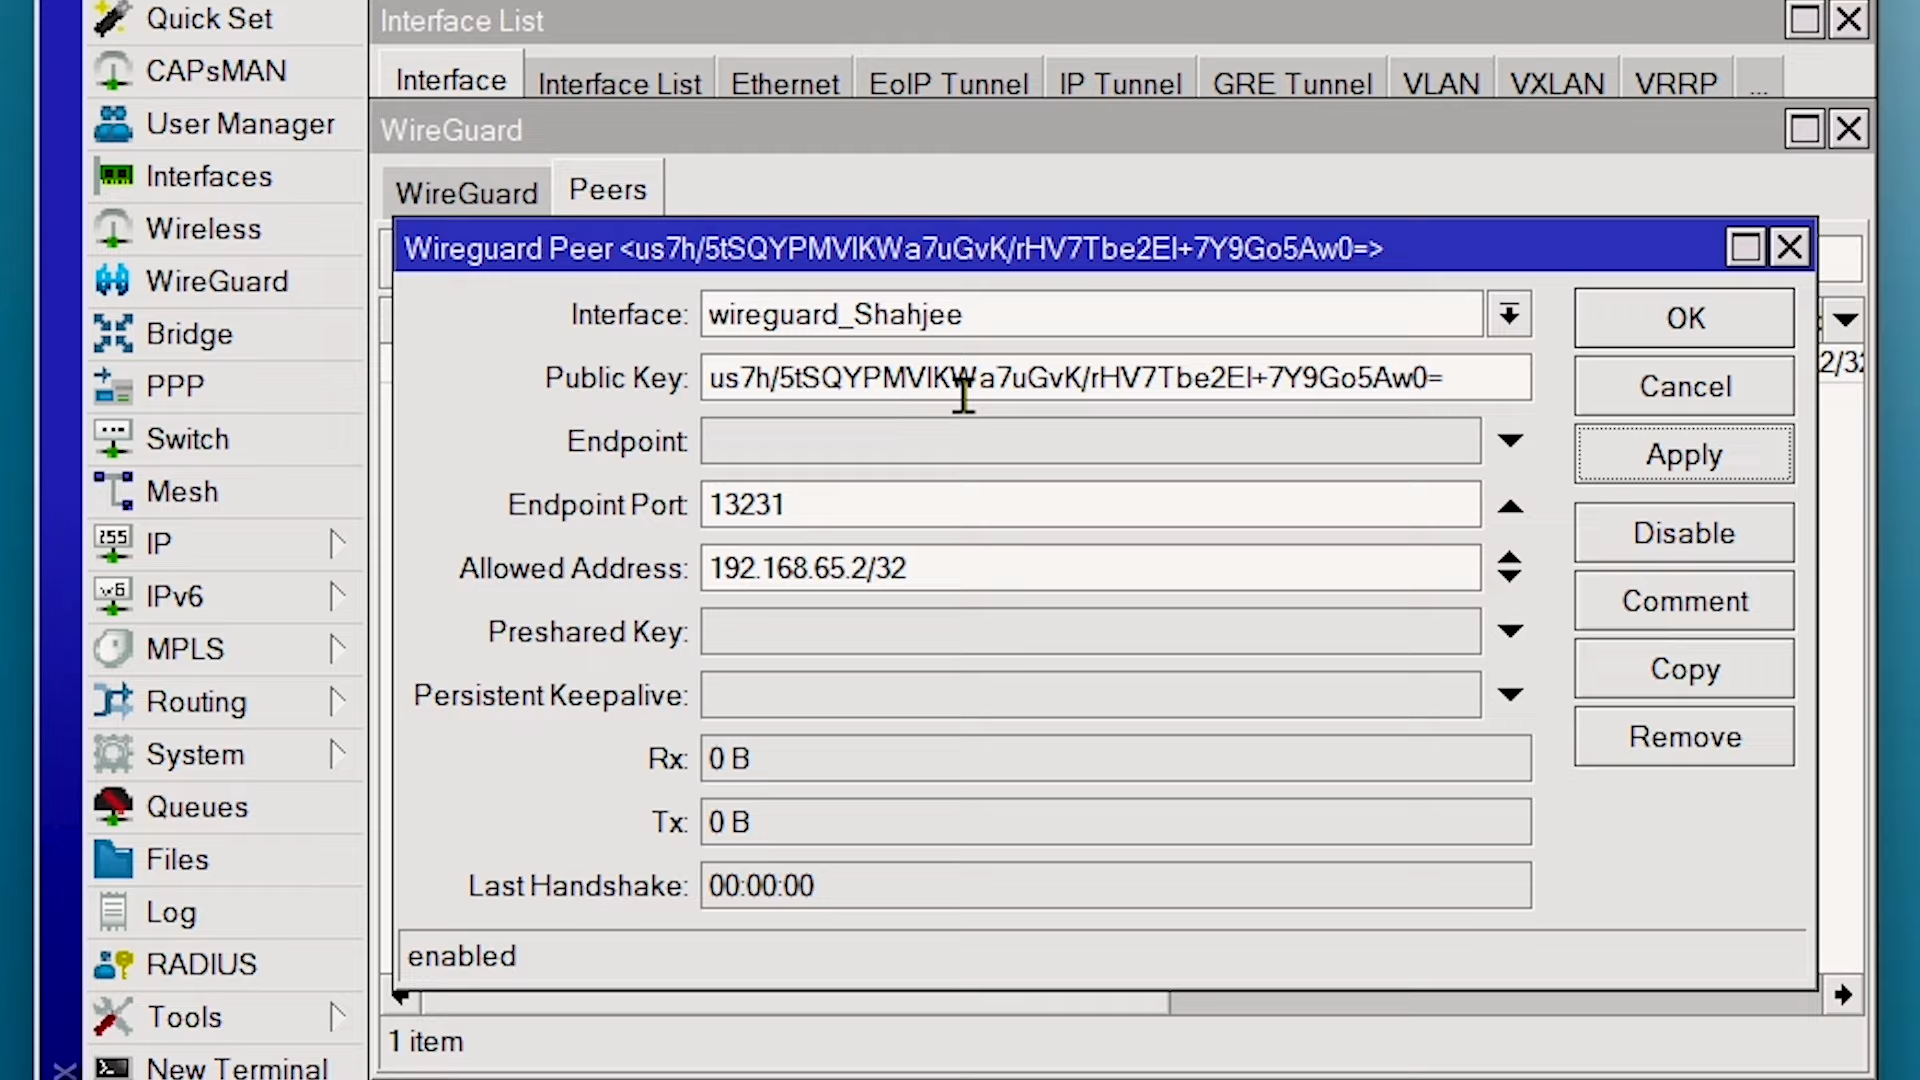 Quick Set
CAPsMAN
User Manager
Interfaces
Wireless
WireGuard
Bridge
PPP
Switch
Mesh
IP
IPv6
MPLS
Routing
System
Queues
Files
Log
RADIUS
Tools
New Terminal
Interface List
Interface Interface List Ethernet EoIP Tunnel IP Tunnel GRE Tunnel VLAN VXLAN VRRP ...
WireGuard
WireGuard Peers
Wireguard Peer <us7h/5tSQYPMVlKWa7uGvK/rHV7Tbe2El+7Y9Go5Aw0=>
Interface: wireguard_Shahjee
Public Key: us7h/5tSQYPMVlKWa7uGvK/rHV7Tbe2El+7Y9Go5Aw0=
Endpoint:
Endpoint Port: 13231
Allowed Address: 192.168.65.2/32
Preshared Key:
Persistent Keepalive:
Rx: 0 B
Tx: 0 B
Last Handshake: 00:00:00
OK
Cancel
Apply
Disable
Comment
Copy
Remove
enabled
1 item